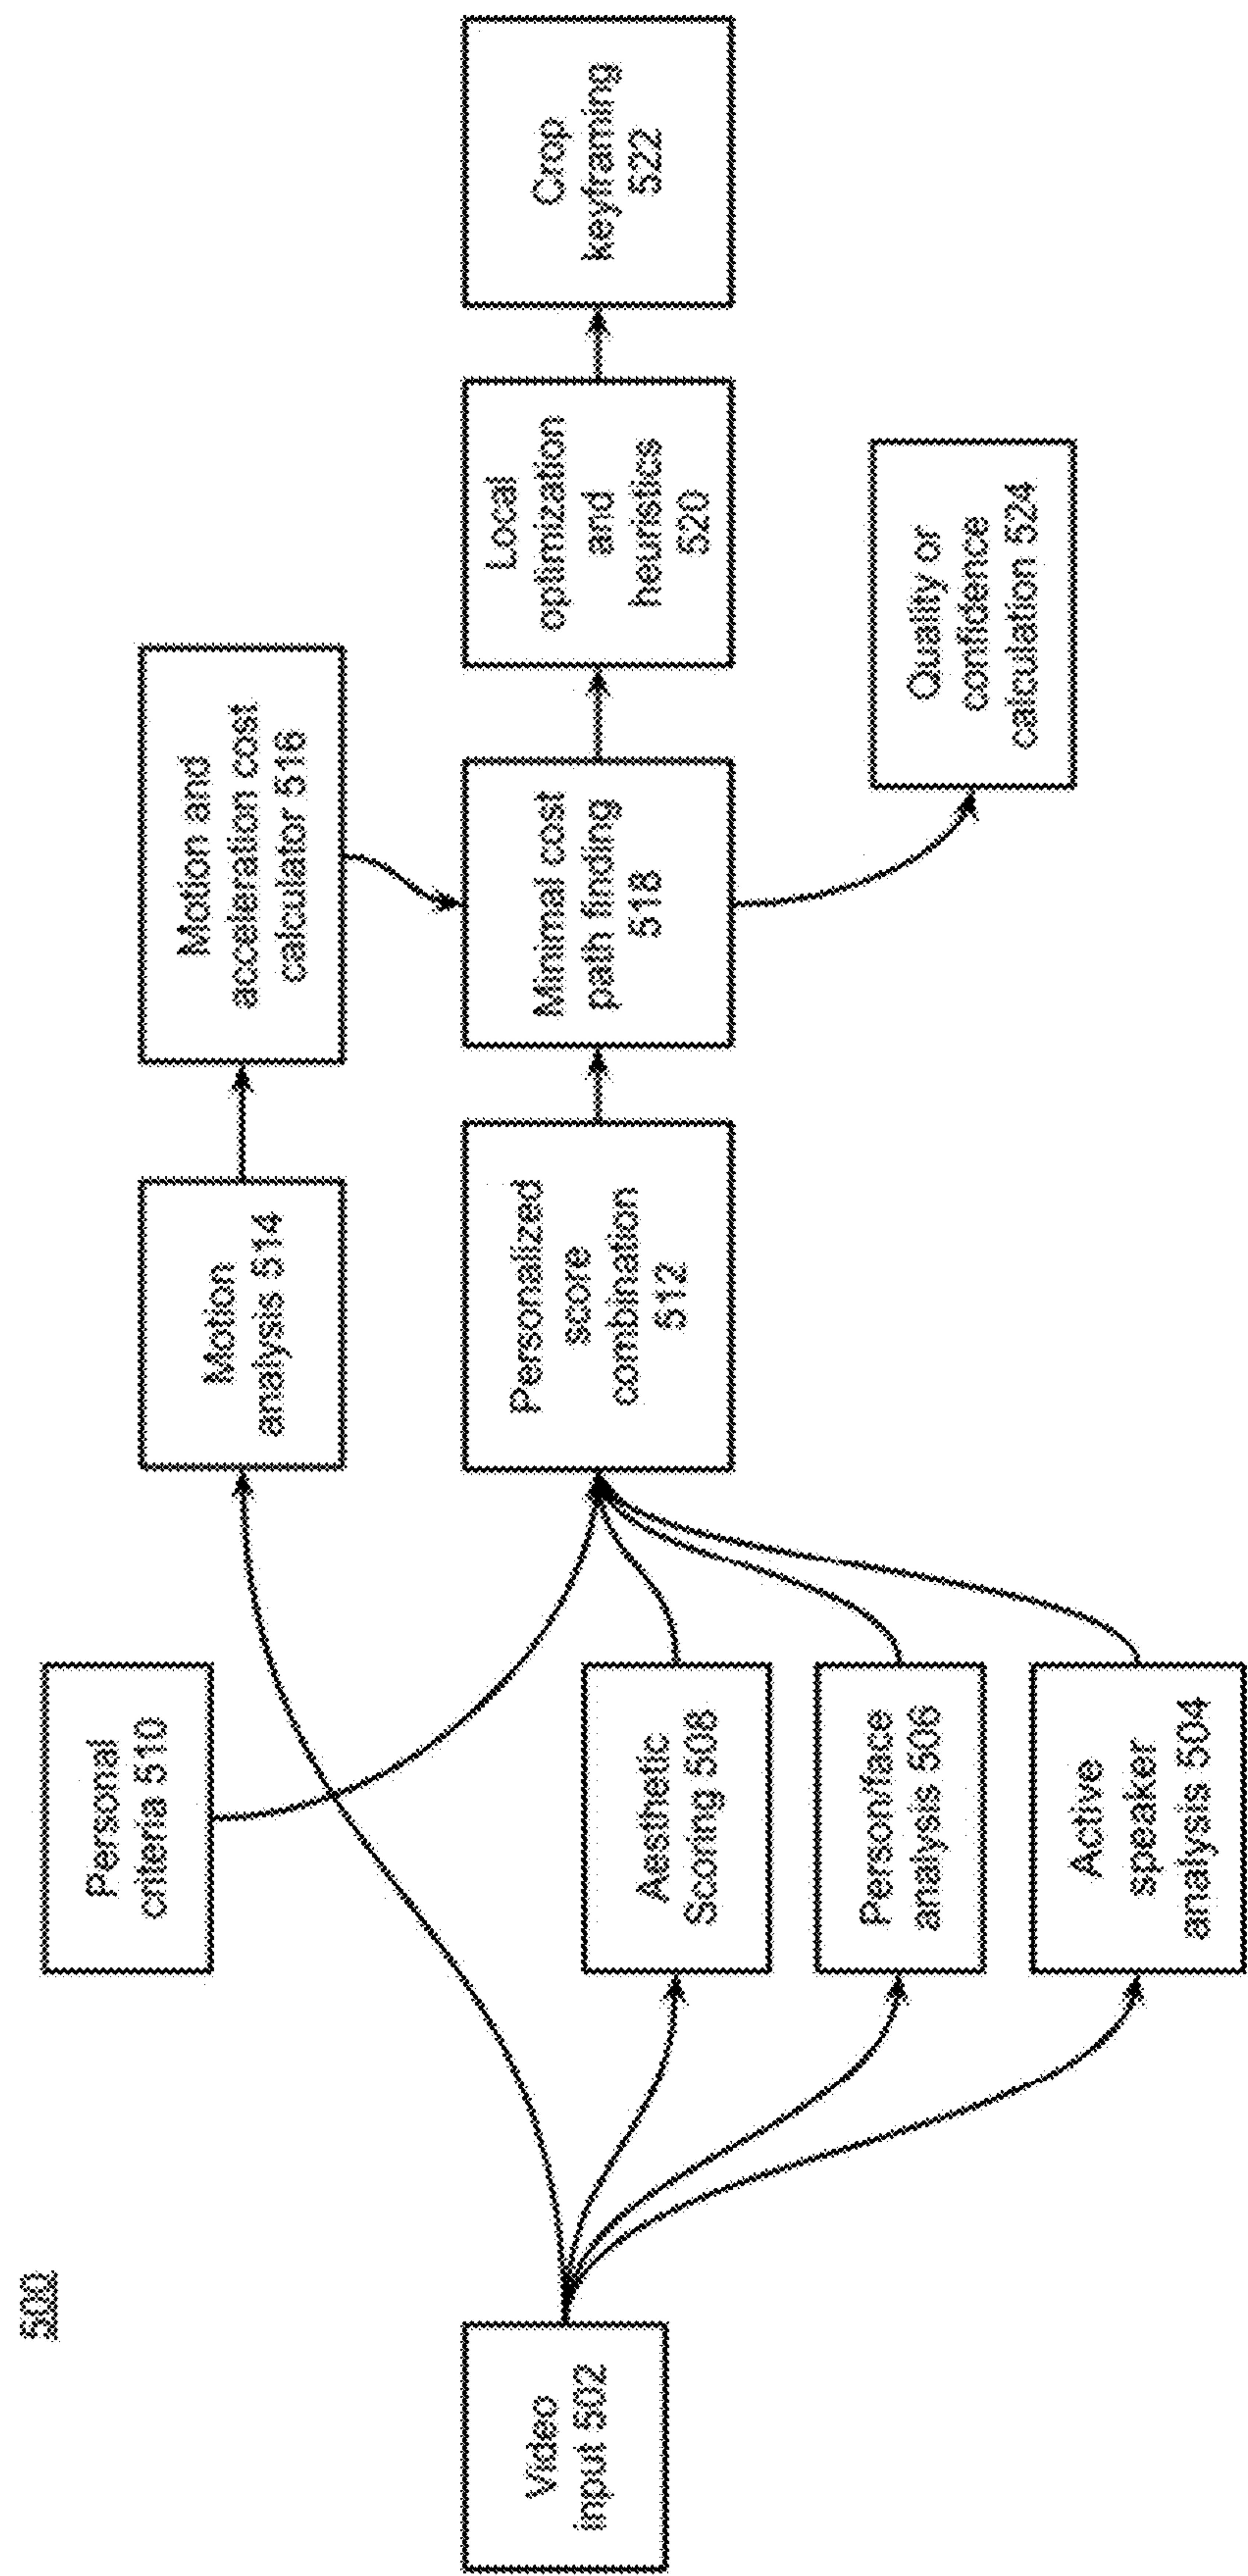 500
Video
input 502
Personal
criteria 510
Aesthetic
Scoring 508
Person/face
analysis 506
Active
speaker
analysis 504
Motion
analysis 514
Personalized
score
combination
512
Motion and
acceleration cost
calculator 516
Minimal cost
path finding
518
Local
optimization
and
heuristics
520
Quality or
confidence
calculation 524
Crop
keyframing
522